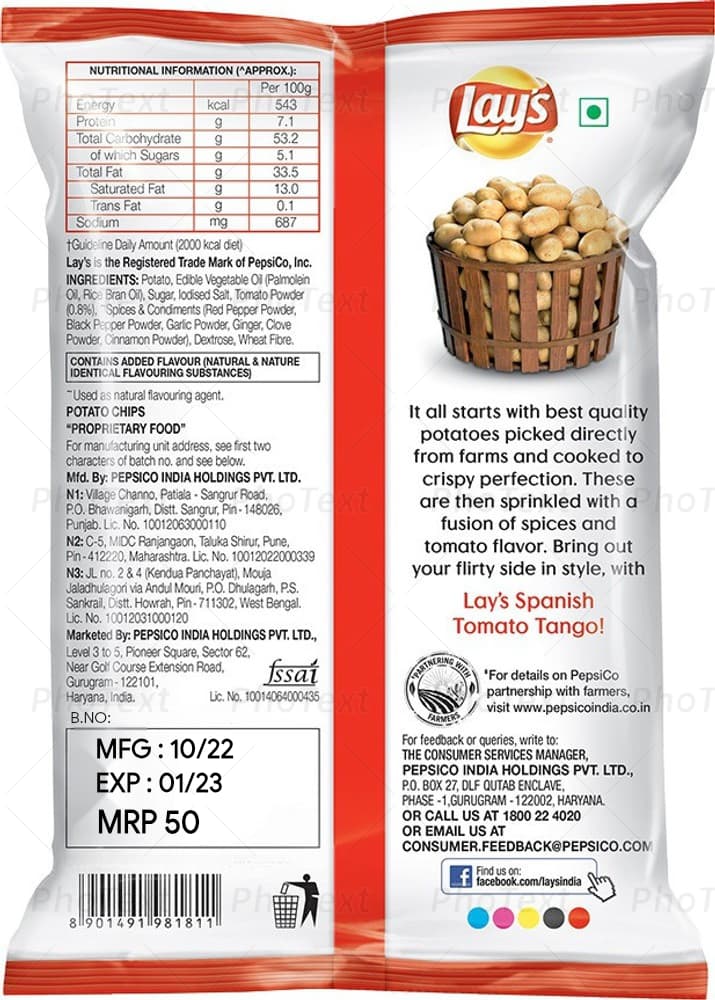 NUTRITIONAL INFORMATION (^APPROX.):
Per 100g
Energy kcal 543
Protein g 7.1
Total Carbohydrate g 53.2
of which Sugars g 5.1
Total Fat g 33.5
Saturated Fat g 13.0
Trans Fat g 0.1
Sodium mg 687
†Guideline Daily Amount (2000 kcal diet)
Lay's is the Registered Trade Mark of PepsiCo, Inc.
INGREDIENTS: Potato, Edible Vegetable Oil (Palmolein
Oil, Rice Bran Oil), Sugar, Iodised Salt, Tomato Powder
(0.8%), ~Spices & Condiments (Red Pepper Powder,
Black Pepper Powder, Garlic Powder, Ginger, Clove
Powder, Cinnamon Powder), Dextrose, Wheat Fibre.
CONTAINS ADDED FLAVOUR (NATURAL & NATURE
IDENTICAL FLAVOURING SUBSTANCES)
~Used as natural flavouring agent.
POTATO CHIPS
"PROPRIETARY FOOD"
For manufacturing unit address, see first two
characters of batch no. and see below.
Mfd. By: PEPSICO INDIA HOLDINGS PVT. LTD.
N1: Village Channo, Patiala - Sangrur Road,
P.O. Bhawanigarh, Distt. Sangrur, Pin - 148026,
Punjab. Lic. No. 10012063000110
N2: C-5, MIDC Ranjangaon, Taluka Shirur, Pune,
Pin - 412220, Maharashtra. Lic. No. 10012022000339
N3: JL no. 2 & 4 (Kendua Panchayat), Mouja
Jaladhulagori via Andul Mouri, P.O. Dhulagarh, P.S.
Sankrail, Distt. Howrah, Pin - 711302, West Bengal.
Lic. No. 10012031000120
Marketed By: PEPSICO INDIA HOLDINGS PVT. LTD.,
Level 3 to 5, Pioneer Square, Sector 62,
Near Golf Course Extension Road,
Gurugram - 122101,
Haryana, India.
fssai
Lic. No. 10014064000435
B.NO:
MFG : 10/22
EXP : 01/23
MRP 50
8 901491 981811
Lay's
It all starts with best quality
potatoes picked directly
from farms and cooked to
crispy perfection. These
are then sprinkled with a
fusion of spices and
tomato flavor. Bring out
your flirty side in style, with
Lay's Spanish
Tomato Tango!
*PARTNERING WITH
FARMERS
*For details on PepsiCo
partnership with farmers,
visit www.pepsicoindia.co.in
For feedback or queries, write to:
THE CONSUMER SERVICES MANAGER,
PEPSICO INDIA HOLDINGS PVT. LTD.,
P.O. BOX 27, DLF QUTAB ENCLAVE,
PHASE -1,GURUGRAM -122002, HARYANA.
OR CALL US AT 1800 22 4020
OR EMAIL US AT
CONSUMER.FEEDBACK@PEPSICO.COM
f
Find us on:
facebook.com/laysindia
PhoText